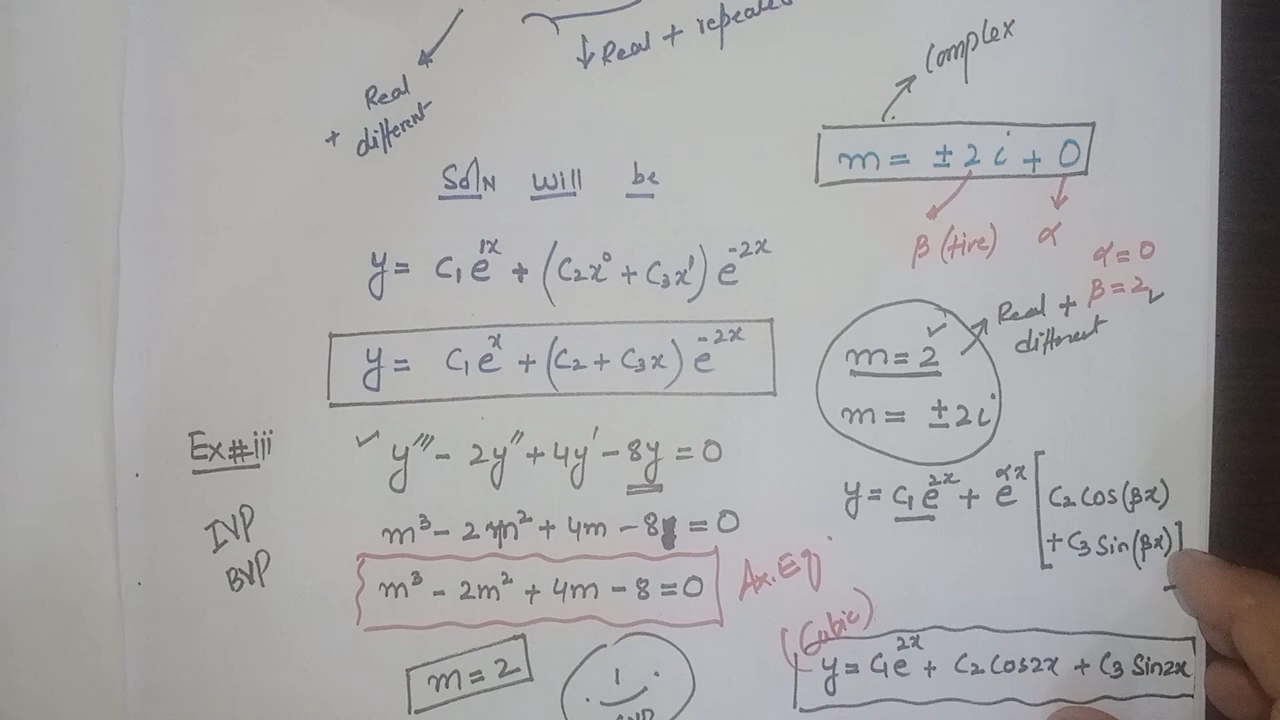 Real + repeated
Real
+ different
Soln will be
y = C₁e^{1x} + (C₂x⁰ + C₃x¹) e^{-2x}
y = C₁e^{x} + (C₂ + C₃x) e^{-2x}
Ex#iii
y''' - 2y'' + 4y' - 8y = 0
IVP
BVP
m³ - 2m² + 4m - 8 = 0
m³ - 2m² + 4m - 8 = 0
Ax. Eq
(Cubic)
m = 2
1
Complex
m = ±2i + 0
β (+ive)
α
α = 0
β = 2
Real +
different
m = 2
m = ±2i
y = C₁e^{2x} + e^{αx} [C₂ Cos(βx)
+ C₃ Sin(βx)]
y = C₁e^{2x} + C₂ Cos2x + C₃ Sin2x